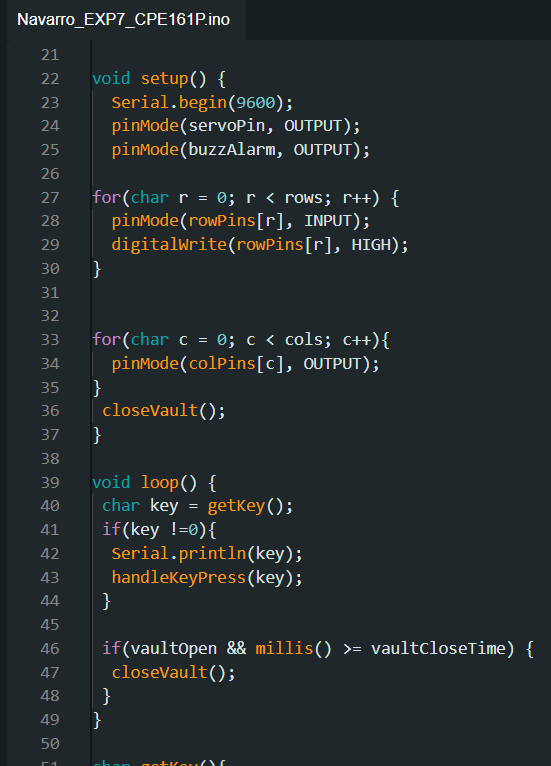 Navarro_EXP7_CPE161P.ino
21
22 void setup() {
23   Serial.begin(9600);
24   pinMode(servoPin, OUTPUT);
25   pinMode(buzzAlarm, OUTPUT);
26
27 for(char r = 0; r < rows; r++) {
28   pinMode(rowPins[r], INPUT);
29   digitalWrite(rowPins[r], HIGH);
30 }
31
32
33 for(char c = 0; c < cols; c++){
34   pinMode(colPins[c], OUTPUT);
35 }
36  closeVault();
37 }
38
39 void loop() {
40  char key = getKey();
41  if(key !=0){
42   Serial.println(key);
43   handleKeyPress(key);
44  }
45
46  if(vaultOpen && millis() >= vaultCloseTime) {
47   closeVault();
48  }
49 }
50
51 char getKey(){